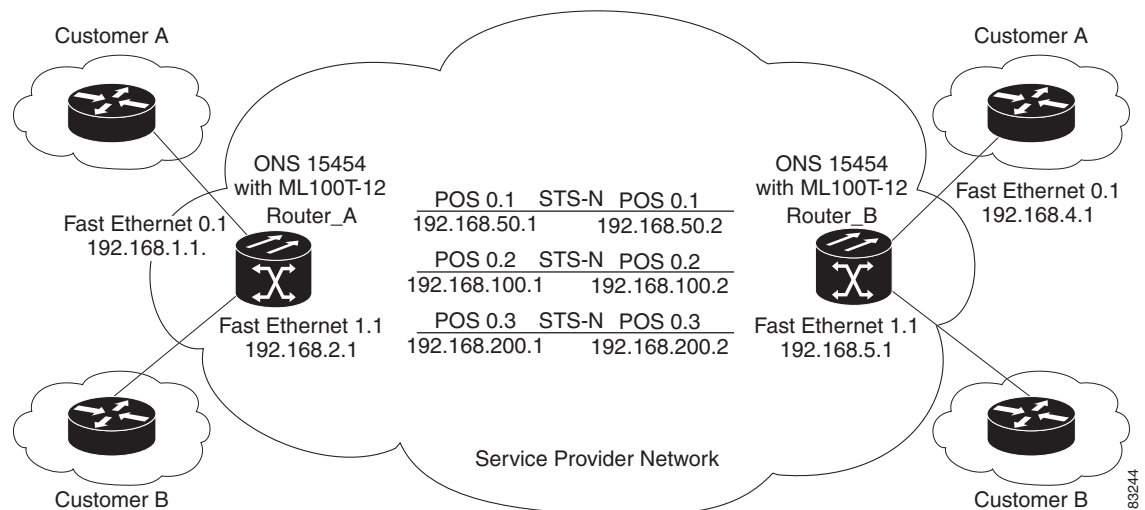 Customer A
Customer A
ONS 15454
with ML100T-12
Router_A
ONS 15454
with ML100T-12
Router_B
Fast Ethernet 0.1
192.168.1.1.
Fast Ethernet 0.1
192.168.4.1
POS 0.1 STS-N POS 0.1
192.168.50.1 192.168.50.2
POS 0.2 STS-N POS 0.2
192.168.100.1 192.168.100.2
POS 0.3 STS-N POS 0.3
192.168.200.1 192.168.200.2
Fast Ethernet 1.1
192.168.2.1
Fast Ethernet 1.1
192.168.5.1
Service Provider Network
Customer B
Customer B
83244